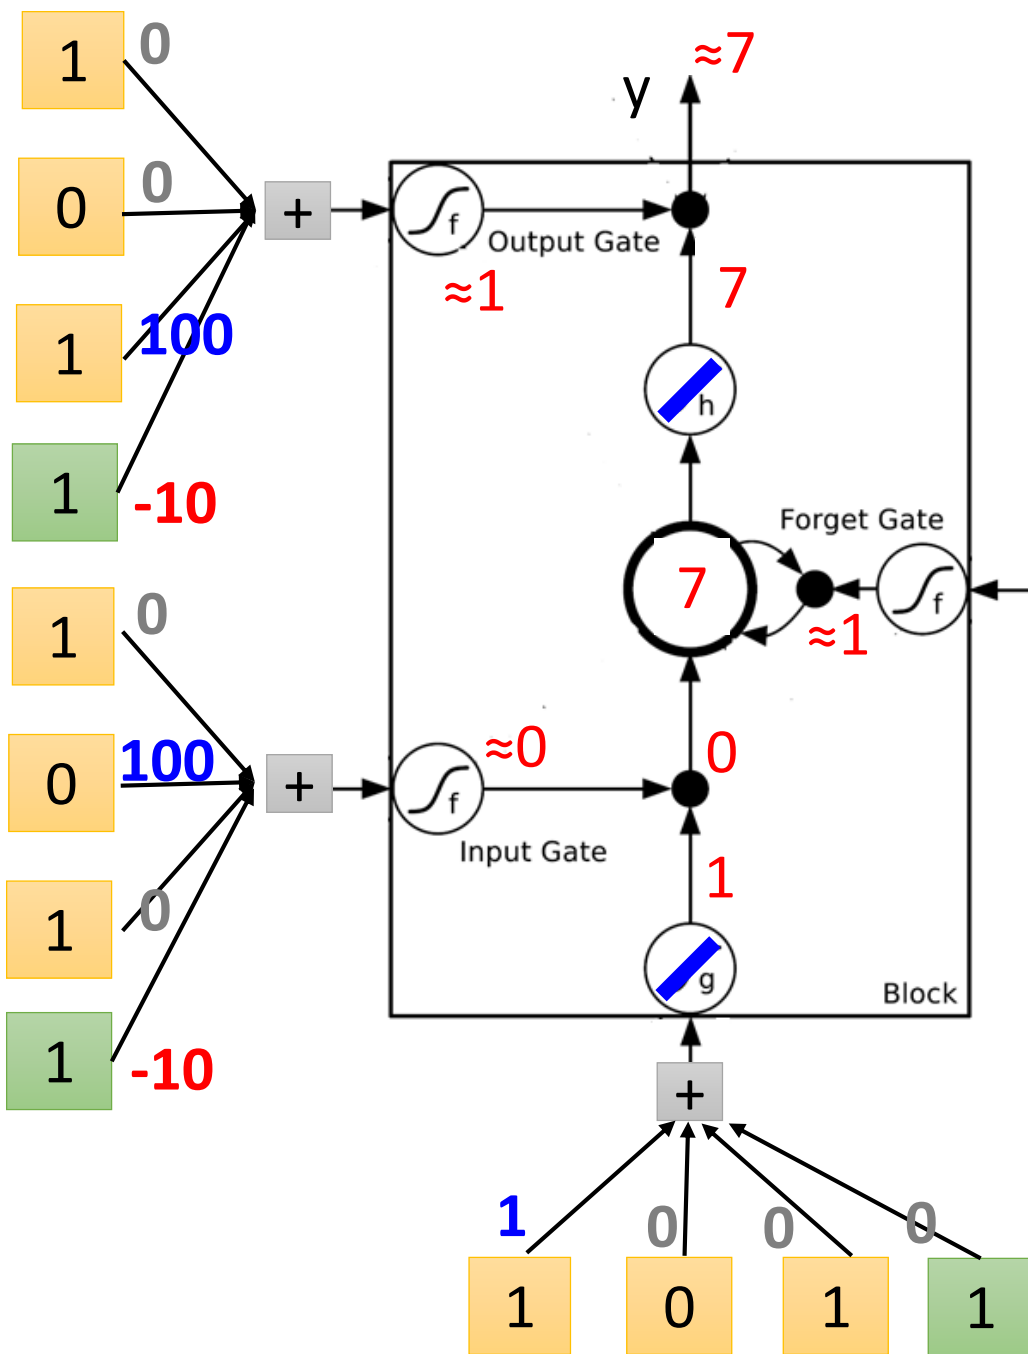 1 0
≈7
y
0 0
+
f
Output Gate
≈1
7
1 100
h
1 -10
Forget Gate
7
f
≈1
1 0
≈0
0
0 100
+
f
Input Gate
1
1 0
g
Block
1 -10
+
1 0 0 0
1 0 1 1